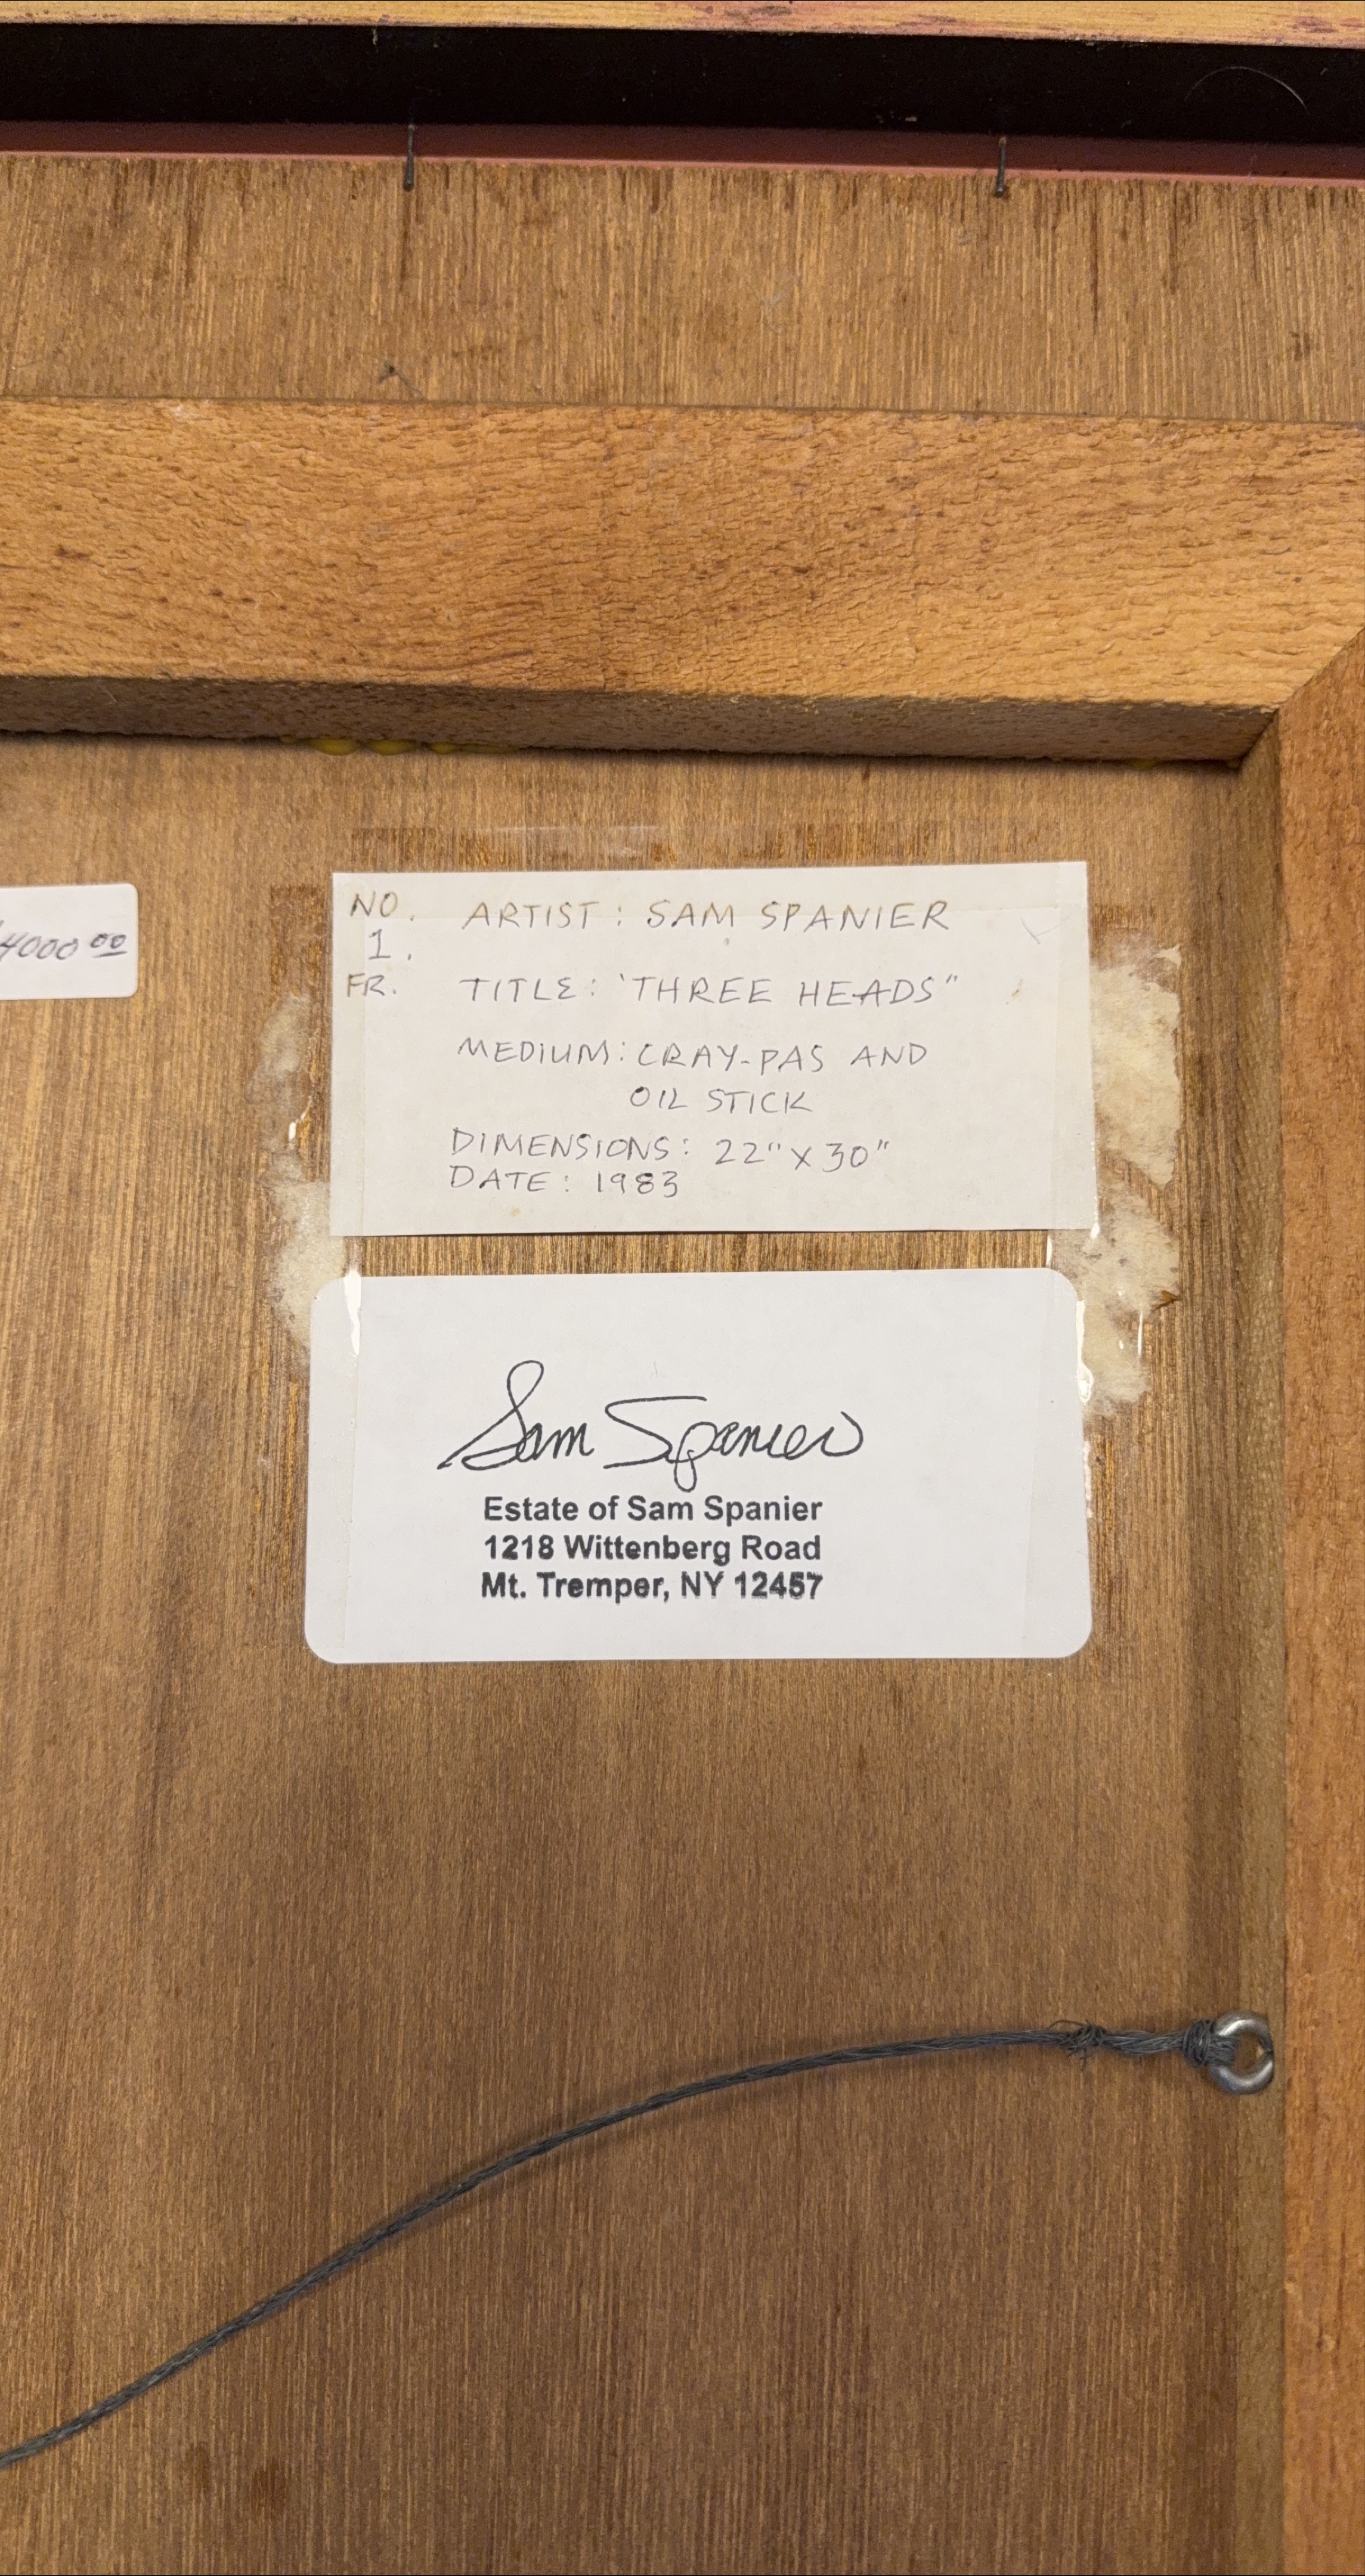 NO. ARTIST: SAM SPANIER
1.
FR. TITLE: 'THREE HEADS"
MEDIUM: CRAY-PAS AND
OIL STICK
DIMENSIONS: 22" X 30"
DATE: 1983
4000 00
Sam Spanier
Estate of Sam Spanier
1218 Wittenberg Road
Mt. Tremper, NY 12457